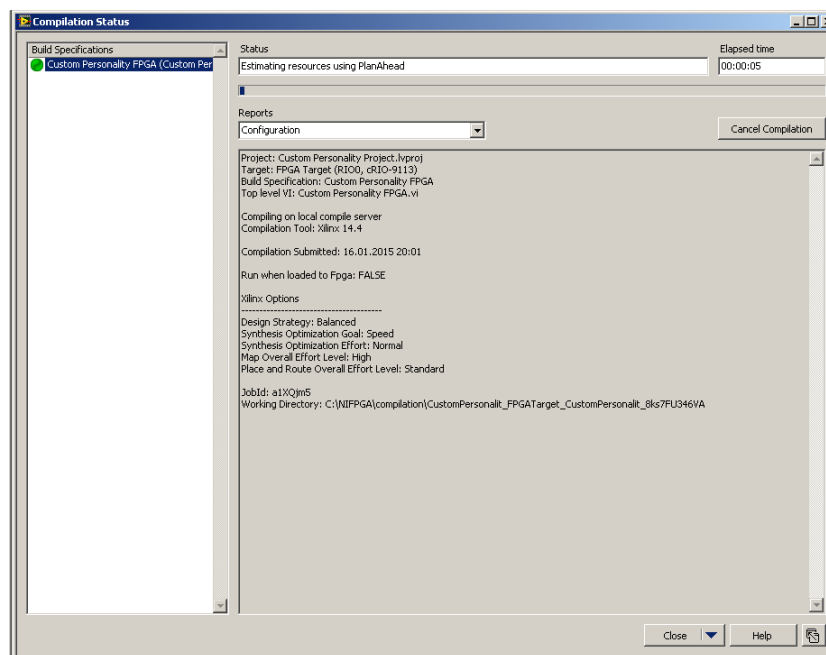 Compilation Status
Build Specifications
Custom Personality FPGA (Custom Per
Status
Elapsed time
Estimating resources using PlanAhead
00:00:05
Reports
Configuration
Cancel Compilation
Project: Custom Personality Project.lvproj
Target: FPGA Target (RIO0, cRIO-9113)
Build Specification: Custom Personality FPGA
Top level VI: Custom Personality FPGA.vi
Compiling on local compile server
Compilation Tool: Xilinx 14.4
Compilation Submitted: 16.01.2015 20:01
Run when loaded to Fpga: FALSE
Xilinx Options
---------------------------------------
Design Strategy: Balanced
Synthesis Optimization Goal: Speed
Synthesis Optimization Effort: Normal
Map Overall Effort Level: High
Place and Route Overall Effort Level: Standard
JobId: a1XQjm5
Working Directory: C:\NIFPGA\compilation\CustomPersonalit_FPGATarget_CustomPersonalit_8ks7FU346VA
Close
Help